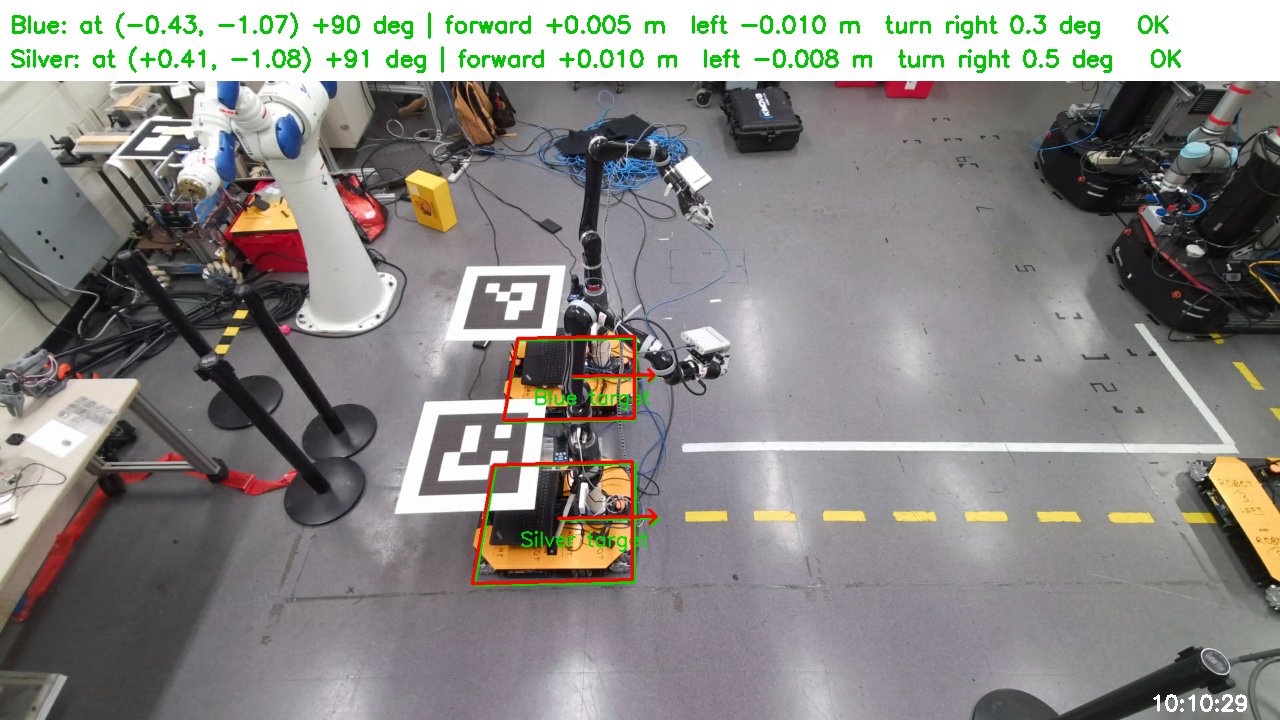 Blue: at (−0.43, −1.07) +90 deg | forward +0.005 m  left −0.010 m  turn right 0.3 deg   OK
Silver: at (+0.41, −1.08) +91 deg | forward +0.010 m  left −0.008 m  turn right 0.5 deg   OK
Blue target
Silver target
10:10:29